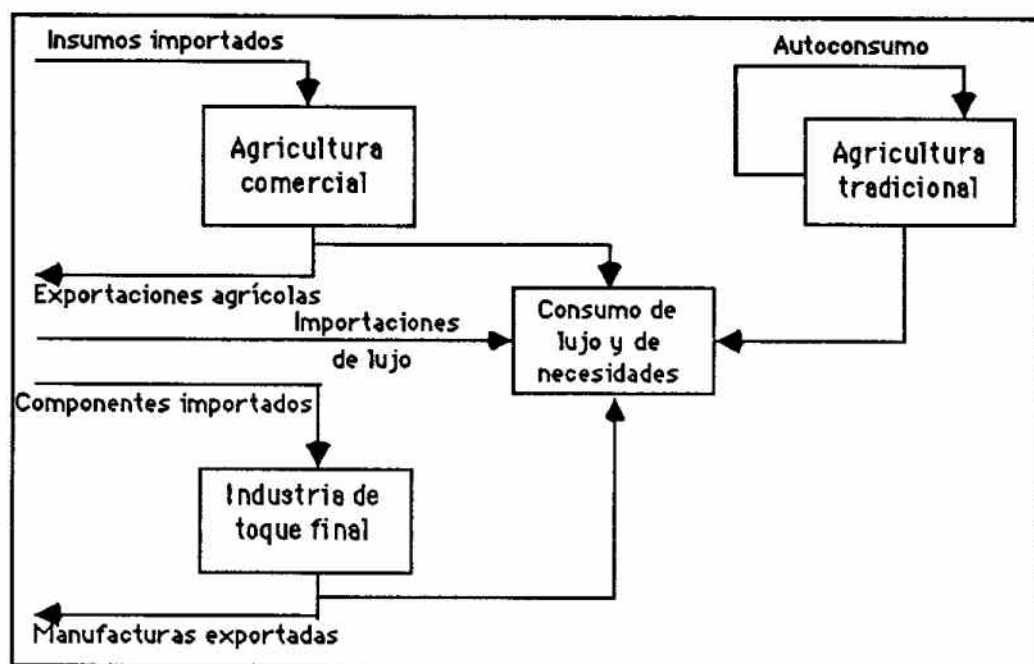 Insumos importados
Autoconsumo
Agricultura
comercial
Agricultura
tradicional
Exportaciones agrícolas
Importaciones
de lujo
Consumo de
lujo y de
necesidades
Componentes importados
Industria de
toque final
Manufacturas exportadas